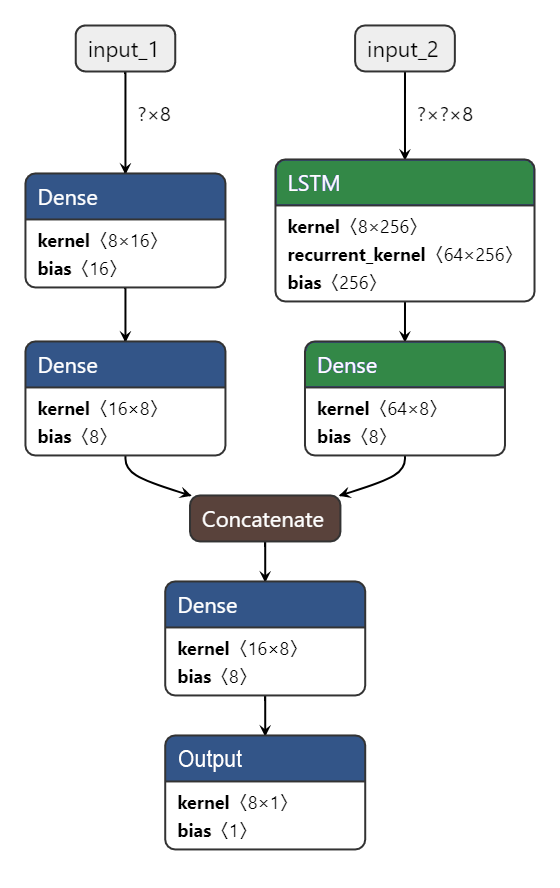 input_1
?×8
Dense
kernel〈8×16〉
bias〈16〉
Dense
kernel〈16×8〉
bias〈8〉
input_2
?×?×8
LSTM
kernel〈8×256〉
recurrent_kernel〈64×256〉
bias〈256〉
Dense
kernel〈64×8〉
bias〈8〉
Concatenate
Dense
kernel〈16×8〉
bias〈8〉
Output
kernel〈8×1〉
bias〈1〉